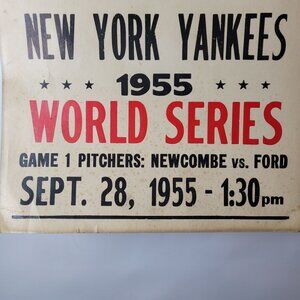 NEW YORK YANKEES
★ ★ ★ 1955 ★ ★ ★
WORLD SERIES
GAME 1 PITCHERS: NEWCOMBE vs. FORD
SEPT. 28, 1955 - 1:30pm